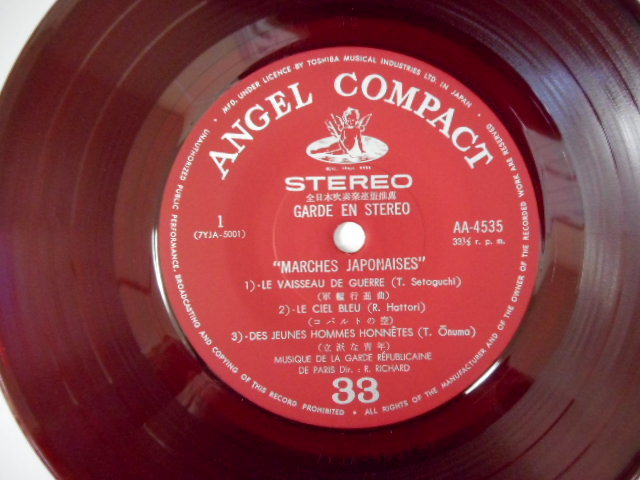 MFD. UNDER LICENCE BY TOSHIBA MUSICAL INDUSTRIES LTD. IN JAPAN
ANGEL COMPACT
STEREO
全日本吹奏楽連盟推薦
GARDE EN STEREO
1
(7YJA-5001)
AA-4535
33⅓ r. p. m.
"MARCHES JAPONAISES"
1)-LE VAISSEAU DE GUERRE (T. Setoguchi)
(軍艦行進曲)
2)-LE CIEL BLEU (R. Hattori)
(コバルトの空)
3)-DES JEUNES HOMMES HONNÊTES (T. Ōnuma)
(立派な青年)
MUSIQUE DE LA GARDE RÉPUBLICAINE
DE PARIS Dir. : R. RICHARD
33
UNAUTHORIZED PUBLIC PERFORMANCE, BROADCASTING AND COPYING OF THIS RECORD PROHIBITED • ALL RIGHTS OF THE MANUFACTURER AND OF THE OWNER OF THE RECORDED WORK ARE RESERVED